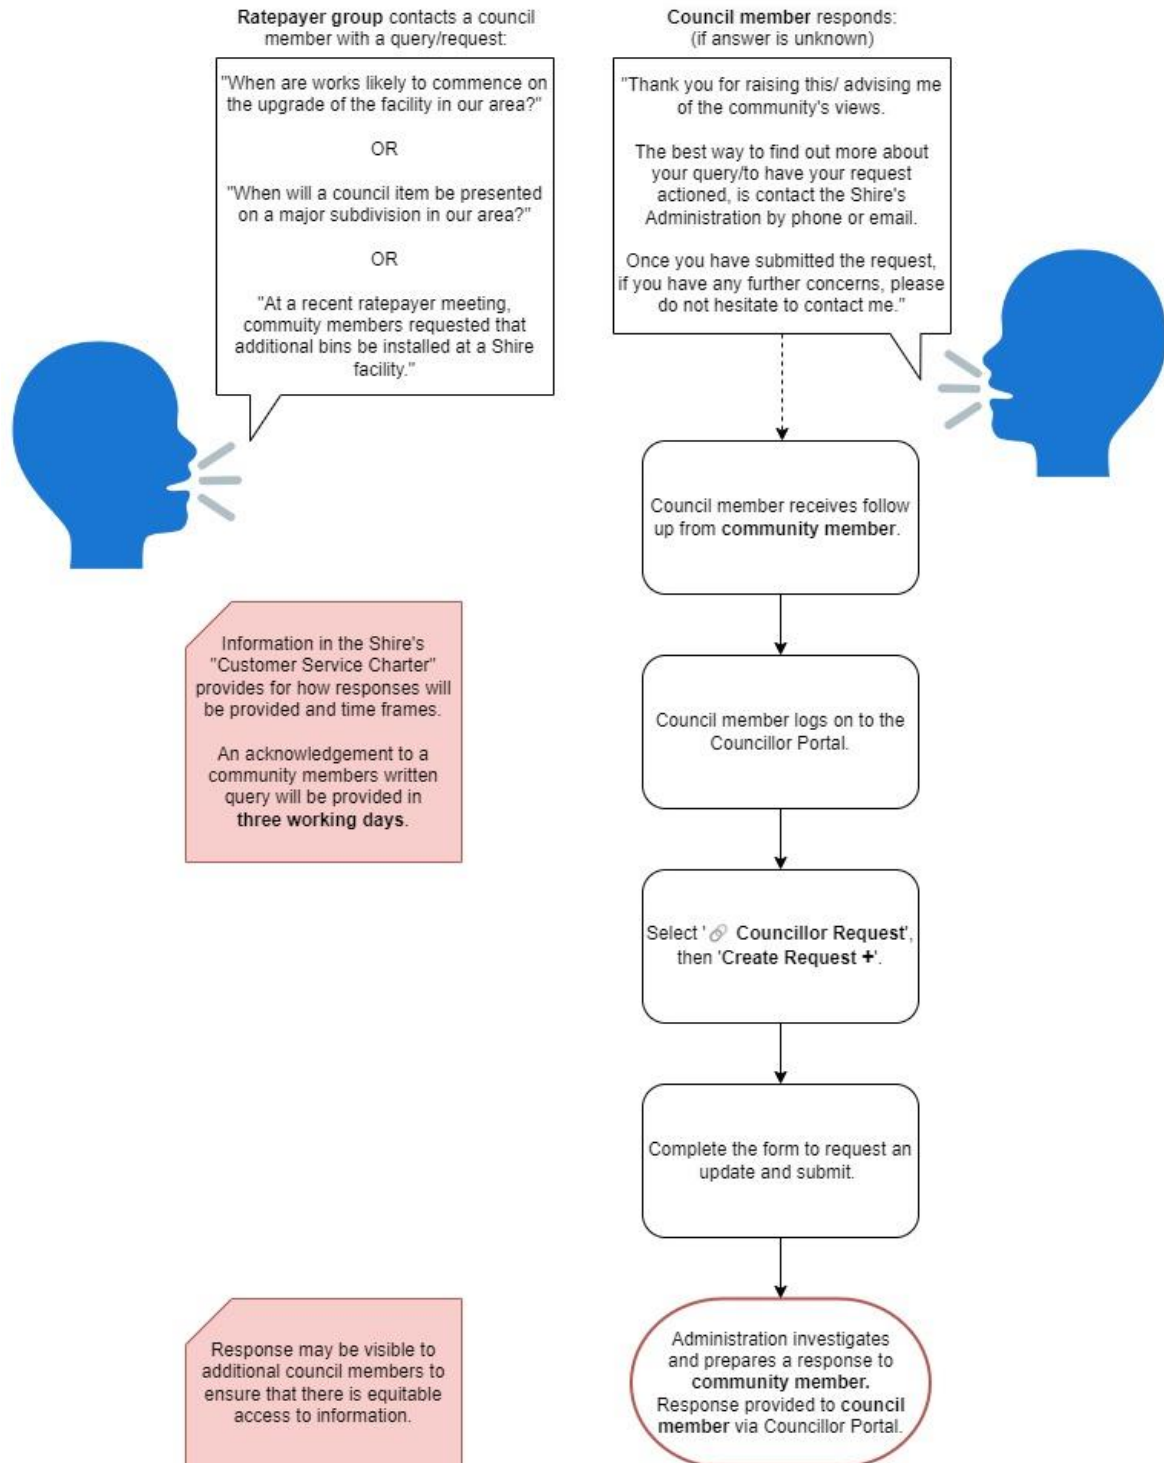 Ratepayer group contacts a council
member with a query/request:
"When are works likely to commence on
the upgrade of the facility in our area?"
OR
"When will a council item be presented
on a major subdivision in our area?"
OR
"At a recent ratepayer meeting,
commuity members requested that
additional bins be installed at a Shire
facility."
Council member responds:
(if answer is unknown)
"Thank you for raising this/ advising me
of the community's views.
The best way to find out more about
your query/to have your request
actioned, is contact the Shire's
Administration by phone or email.
Once you have submitted the request,
if you have any further concerns, please
do not hesitate to contact me."
Council member receives follow
up from community member.
Information in the Shire's
"Customer Service Charter"
provides for how responses will
be provided and time frames.
An acknowledgement to a
community members written
query will be provided in
three working days.
Council member logs on to the
Councillor Portal.
Select '🔗 Councillor Request',
then 'Create Request +'.
Complete the form to request an
update and submit.
Response may be visible to
additional council members to
ensure that there is equitable
access to information.
Administration investigates
and prepares a response to
community member.
Response provided to council
member via Councillor Portal.